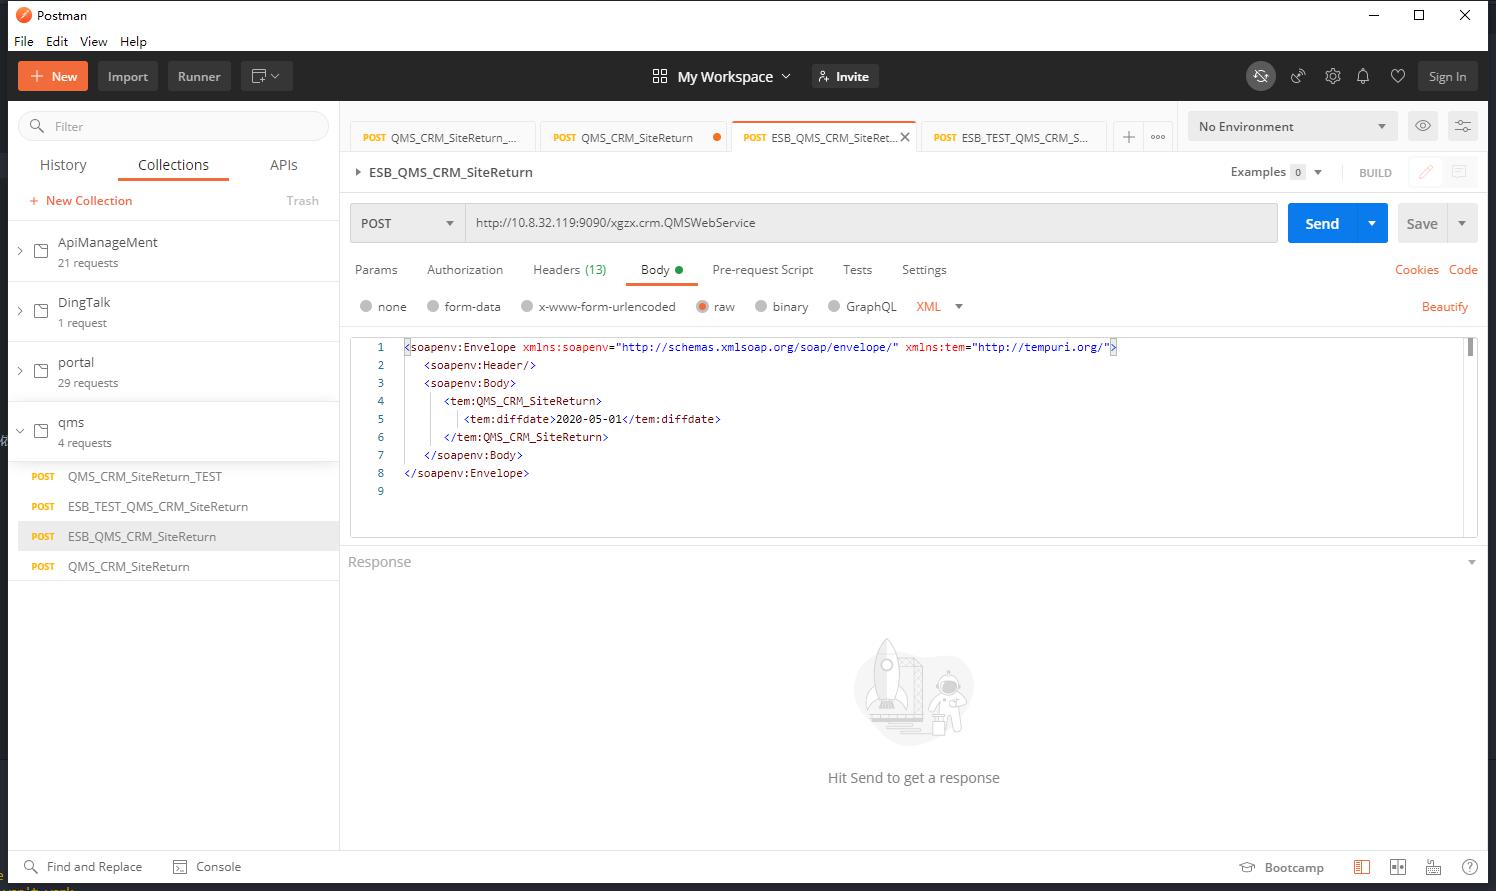 Postman
File Edit View Help
New Import Runner My Workspace Invite Sign In
Filter
History Collections APIs
+ New Collection Trash
ApiManageMent
21 requests
DingTalk
1 request
portal
29 requests
qms
4 requests
POST QMS_CRM_SiteReturn_TEST
POST ESB_TEST_QMS_CRM_SiteReturn
POST ESB_QMS_CRM_SiteReturn
POST QMS_CRM_SiteReturn
POST QMS_CRM_SiteReturn_... POST QMS_CRM_SiteReturn POST ESB_QMS_CRM_SiteRet... POST ESB_TEST_QMS_CRM_S... No Environment
ESB_QMS_CRM_SiteReturn Examples 0 BUILD
POST http://10.8.32.119:9090/xgzx.crm.QMSWebService Send Save
Params Authorization Headers (13) Body Pre-request Script Tests Settings Cookies Code
none form-data x-www-form-urlencoded raw binary GraphQL XML Beautify
1 <soapenv:Envelope xmlns:soapenv="http://schemas.xmlsoap.org/soap/envelope/" xmlns:tem="http://tempuri.org/">
2 <soapenv:Header/>
3 <soapenv:Body>
4 <tem:QMS_CRM_SiteReturn>
5 <tem:diffdate>2020-05-01</tem:diffdate>
6 </tem:QMS_CRM_SiteReturn>
7 </soapenv:Body>
8 </soapenv:Envelope>
9
Response
Hit Send to get a response
Find and Replace Console Bootcamp